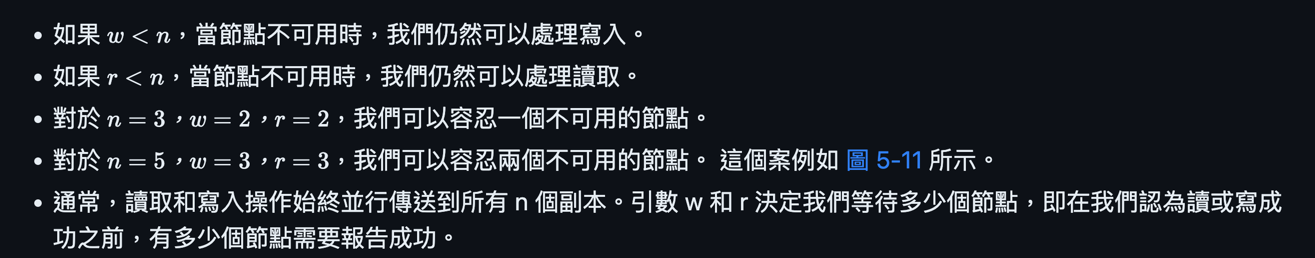 • 如果 w < n，當節點不可用時，我們仍然可以處理寫入。
• 如果 r < n，當節點不可用時，我們仍然可以處理讀取。
• 對於 n = 3，w = 2，r = 2，我們可以容忍一個不可用的節點。
• 對於 n = 5，w = 3，r = 3，我們可以容忍兩個不可用的節點。 這個案例如 圖 5-11 所示。
• 通常，讀取和寫入操作始終並行傳送到所有 n 個副本。引數 w 和 r 決定我們等待多少個節點，即在我們認為讀或寫成
功之前，有多少個節點需要報告成功。